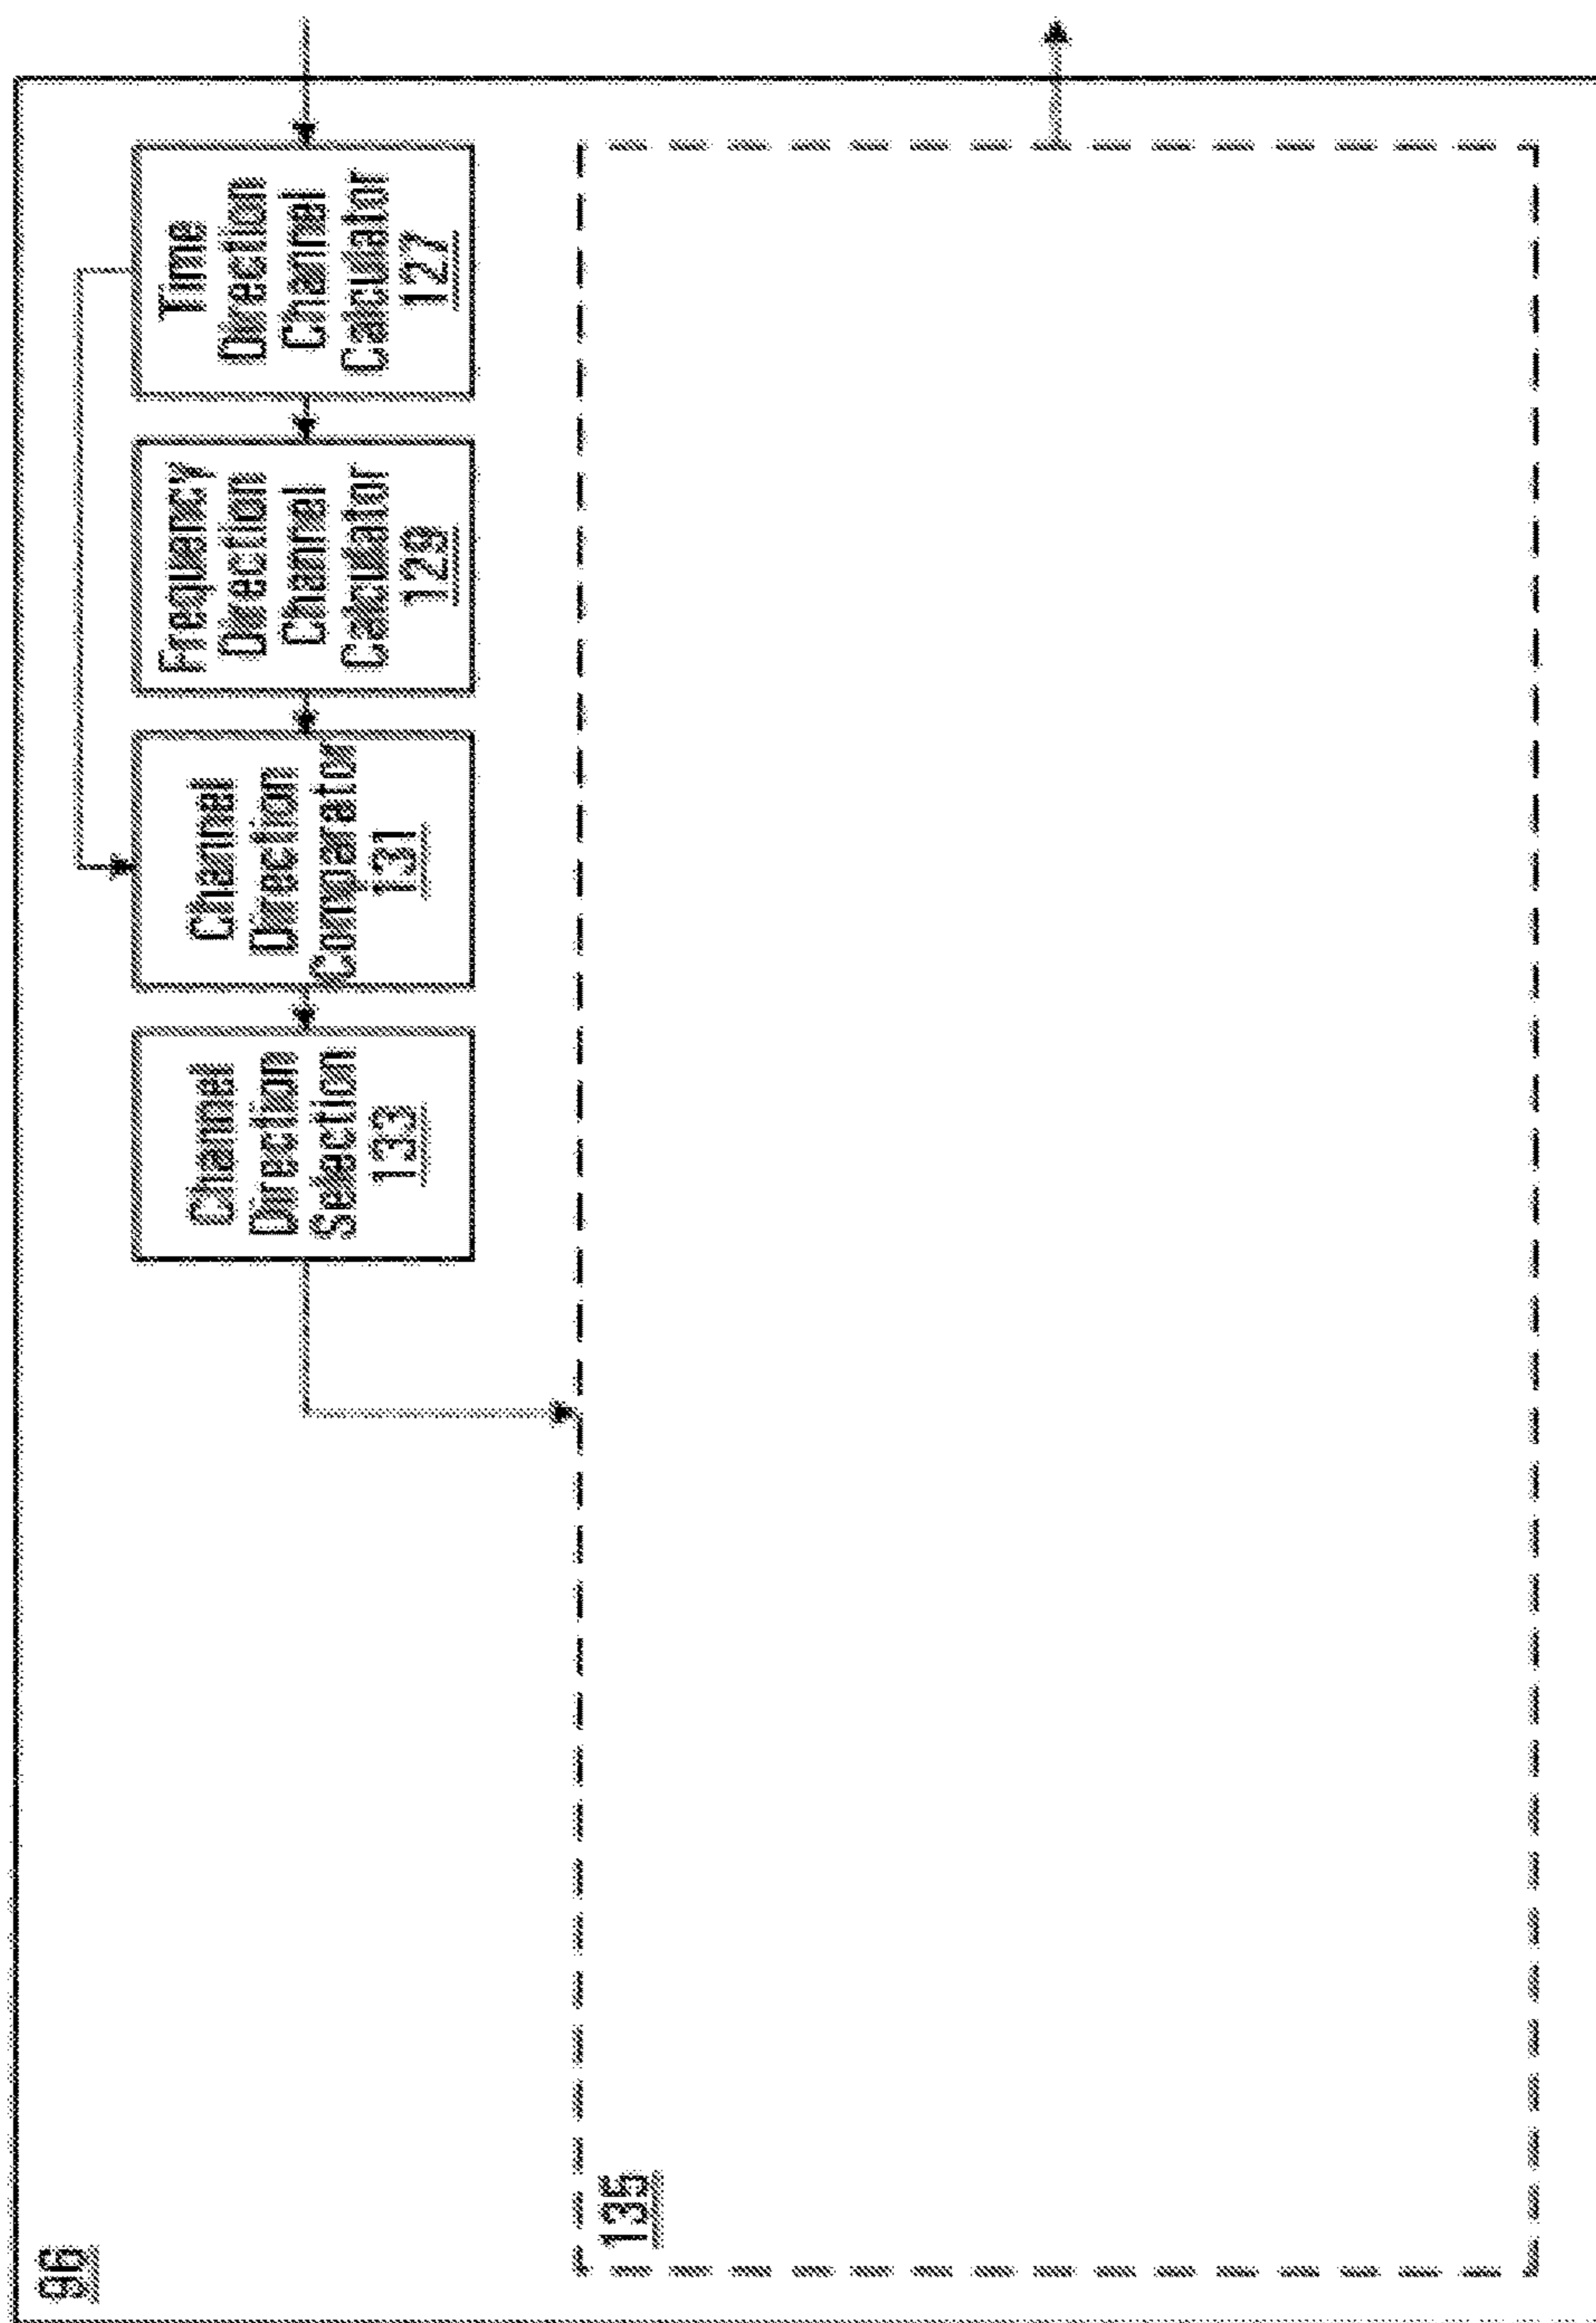 96
Channel
Direction
Selection
133
Channel
Direction
Comparator
131
Frequency
Direction
Channel
Calculator
129
Time
Direction
Channel
Calculator
127
135